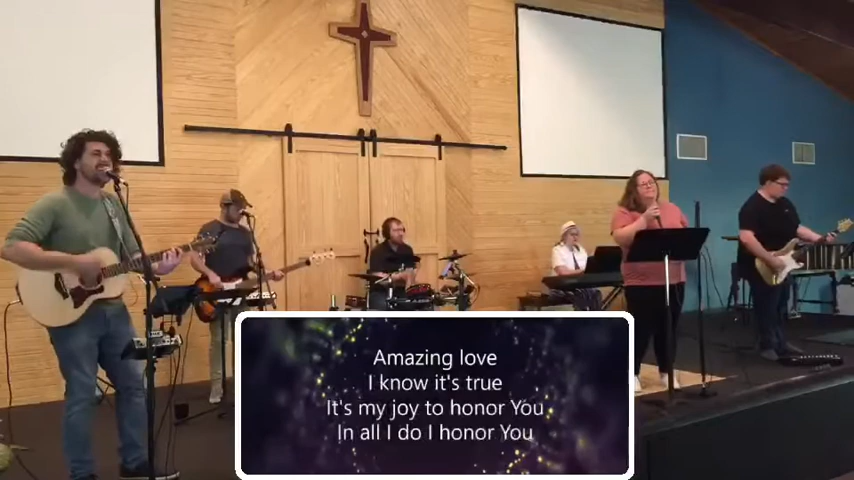 Amazing love
I know it's true
It's my joy to honor You
In all I do I honor You